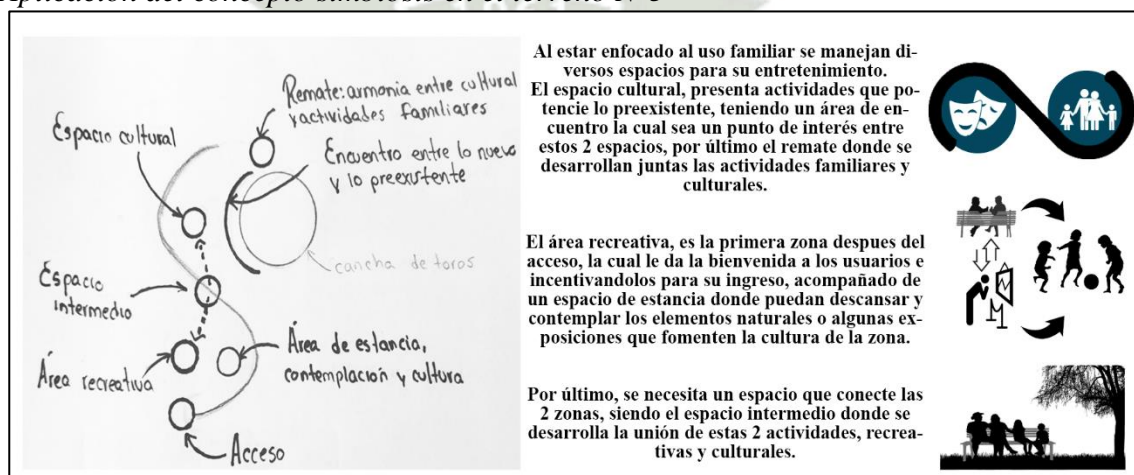 Espacio cultural
Remate: armonia entre cultural
y actividades familiares
Encuentro entre lo nuevo
y lo preexistente
cancha de toros
Espacio
intermedio
Área recreativa
Área de estancia,
contemplación y cultura
Acceso
Al estar enfocado al uso familiar se manejan di-
versos espacios para su entretenimiento.
El espacio cultural, presenta actividades que po-
tencie lo preexistente, teniendo un área de en-
cuentro la cual sea un punto de interés entre
estos 2 espacios, por último el remate donde se
desarrollan juntas las actividades familiares y
culturales.
El área recreativa, es la primera zona despues del
acceso, la cual le da la bienvenida a los usuarios e
incentivandolos para su ingreso, acompañado de
un espacio de estancia donde puedan descansar y
contemplar los elementos naturales o algunas ex-
posiciones que fomenten la cultura de la zona.
Por último, se necesita un espacio que conecte las
2 zonas, siendo el espacio intermedio donde se
desarrolla la unión de estas 2 actividades, recrea-
tivas y culturales.